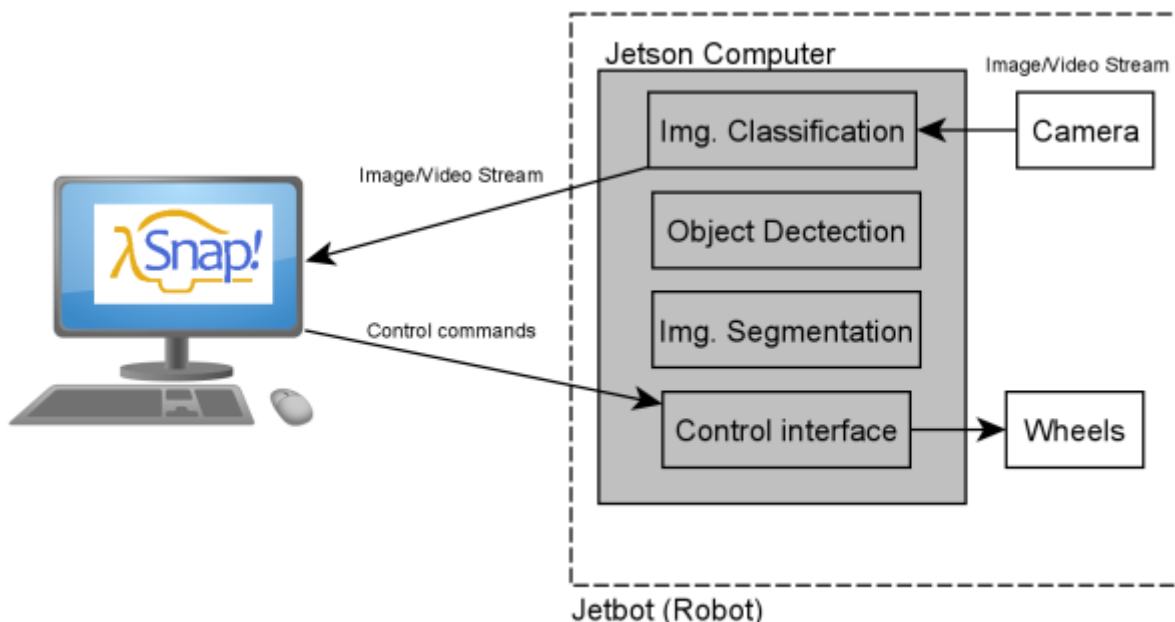 Jetson Computer
Image/Video Stream
Img. Classification
Camera
Image/Video Stream
λSnap!
Object Dectection
Img. Segmentation
Control commands
Control interface
Wheels
Jetbot (Robot)